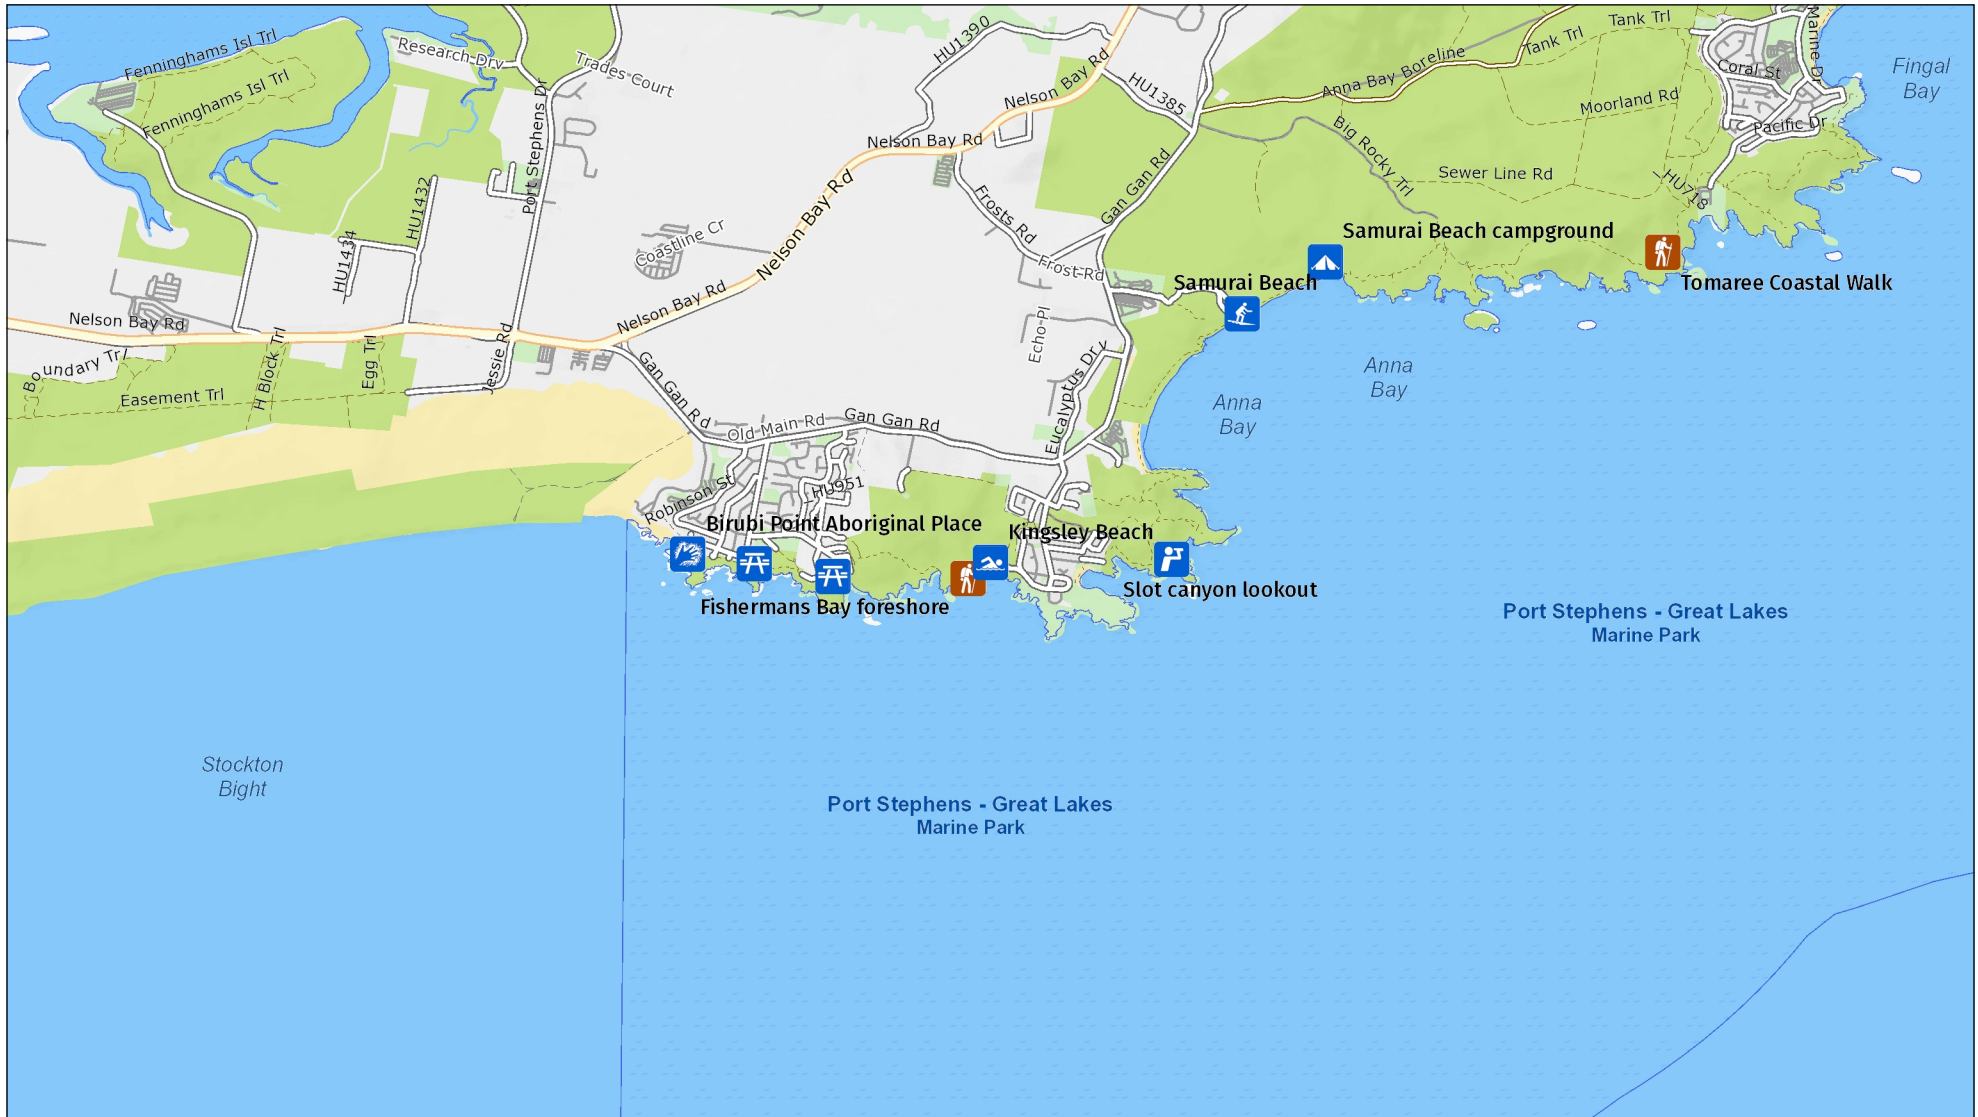 Fenninghams Isl Trl
Fenninghams Isl Trl
Research Drv
Trades Court
Port Stephens Dr
HU1432
HU1434
HU1390
Nelson Bay Rd
HU1385
Nelson Bay Rd
Nelson Bay Rd
Gan Gan Rd
Frosts Rd
Frost Rd
Coastline Cr
Anna Bay Boreline
Tank Trl
Tank Trl
Marine Dr
Coral St
Moorland Rd
Pacific Dr
Fingal
Bay
Big Rocky Trl
Sewer Line Rd
_HU718
Samurai Beach campground
Samurai Beach
Tomaree Coastal Walk
Nelson Bay Rd
Nelson Bay Rd
Boundary Trl
Easement Trl
H Block Trl
Egg Trl
Jessie Rd
Gan Gan Rd
Old Main Rd
Gan Gan Rd
Echo-Pl
Eucalyptus Drv
Anna
Bay
Anna
Bay
Robinson St
_HU951
Birubi Point Aboriginal Place
Kingsley Beach
Slot canyon lookout
Fishermans Bay foreshore
Port Stephens - Great Lakes
Marine Park
Stockton
Bight
Port Stephens - Great Lakes
Marine Park